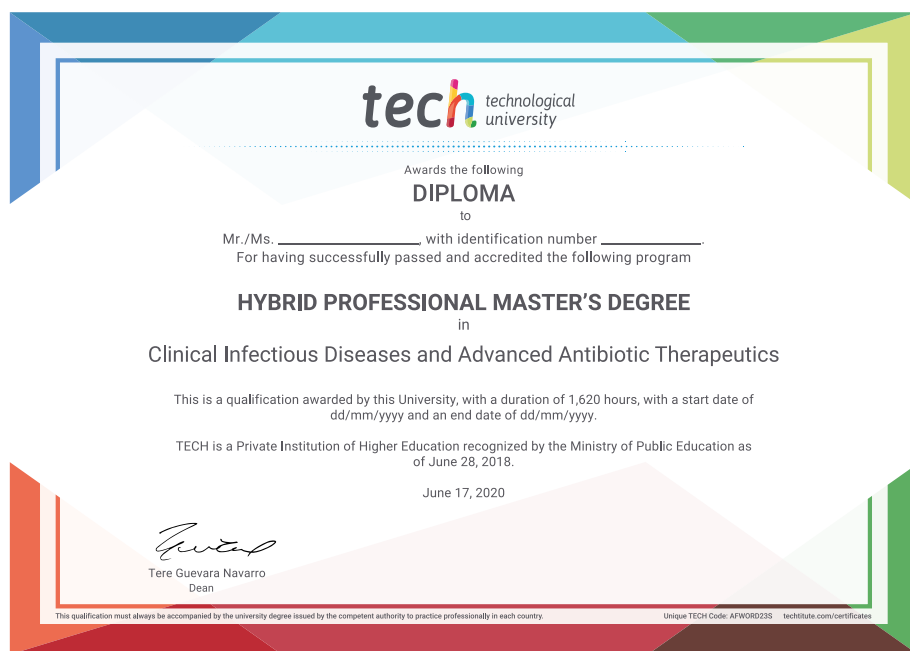 tech technological
university
Awards the following
DIPLOMA
to
Mr./Ms. ____________, with identification number ____________.
For having successfully passed and accredited the following program
HYBRID PROFESSIONAL MASTER'S DEGREE
in
Clinical Infectious Diseases and Advanced Antibiotic Therapeutics
This is a qualification awarded by this University, with a duration of 1,620 hours, with a start date of
dd/mm/yyyy and an end date of dd/mm/yyyy.
TECH is a Private Institution of Higher Education recognized by the Ministry of Public Education as
of June 28, 2018.
June 17, 2020
Tere Guevara Navarro
Dean
This qualification must always be accompanied by the university degree issued by the competent authority to practice professionally in each country.
Unique TECH Code: AFWORD23S techtitute.com/certificates